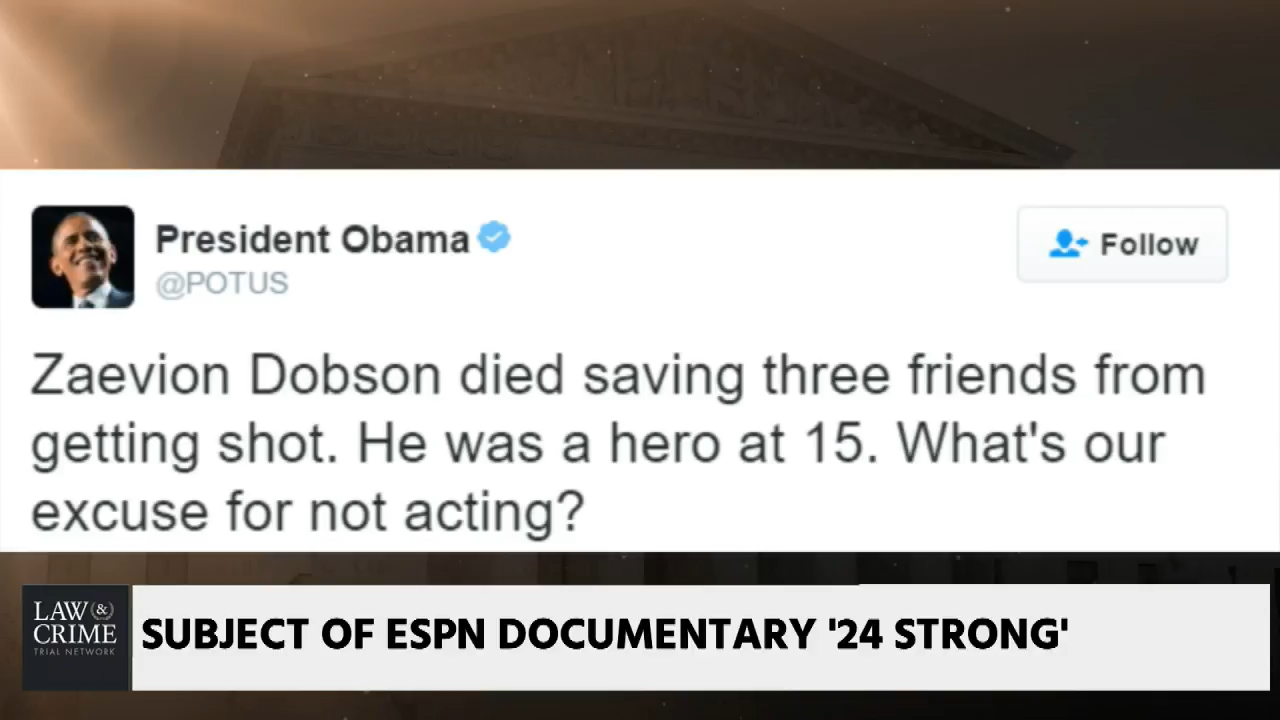 President Obama
@POTUS
Follow
Zaevion Dobson died saving three friends from
getting shot. He was a hero at 15. What's our
excuse for not acting?
LAW &
CRIME
TRIAL NETWORK
SUBJECT OF ESPN DOCUMENTARY '24 STRONG'